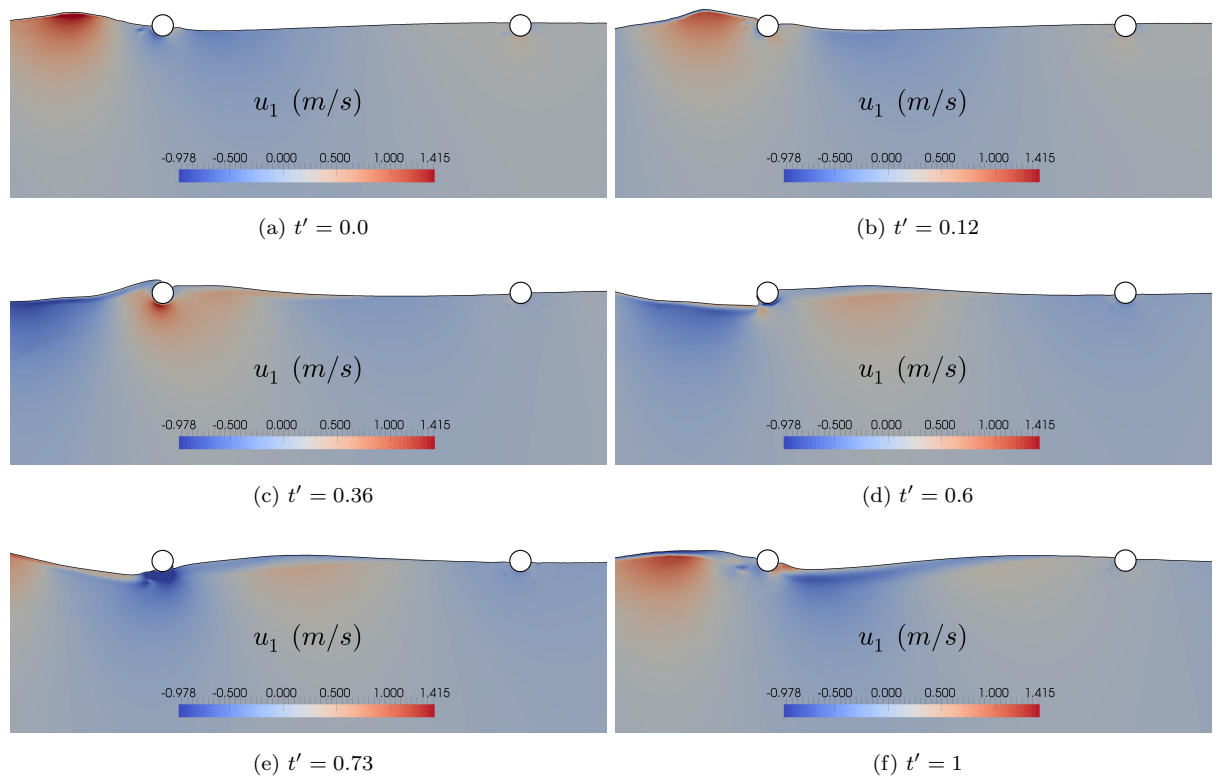 u₁ (m/s) u₁ (m/s)
-0.978 -0.500 0.000 0.500 1.000 1.415 -0.978 -0.500 0.000 0.500 1.000 1.415
(a) t′ = 0.0 (b) t′ = 0.12
u₁ (m/s) u₁ (m/s)
-0.978 -0.500 0.000 0.500 1.000 1.415 -0.978 -0.500 0.000 0.500 1.000 1.415
(c) t′ = 0.36 (d) t′ = 0.6
u₁ (m/s) u₁ (m/s)
-0.978 -0.500 0.000 0.500 1.000 1.415 -0.978 -0.500 0.000 0.500 1.000 1.415
(e) t′ = 0.73 (f) t′ = 1